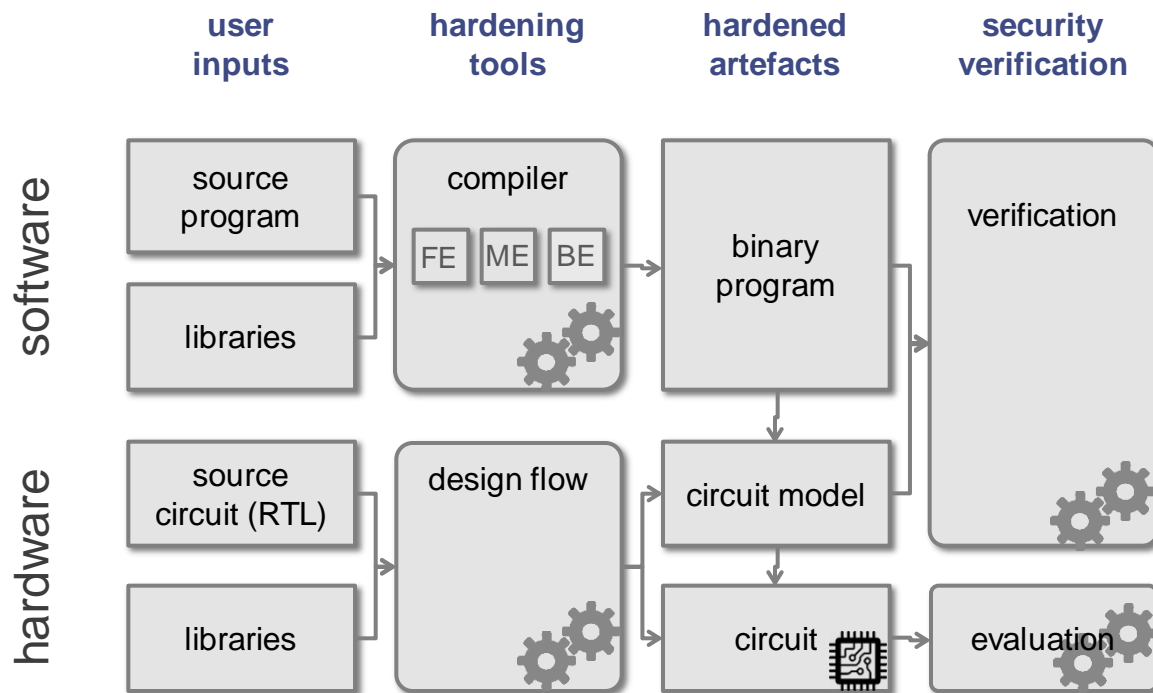 user
inputs
hardening
tools
hardened
artefacts
security
verification
software
source
program
libraries
compiler
FE
ME
BE
binary
program
verification
hardware
source
circuit (RTL)
libraries
design flow
circuit model
circuit
evaluation